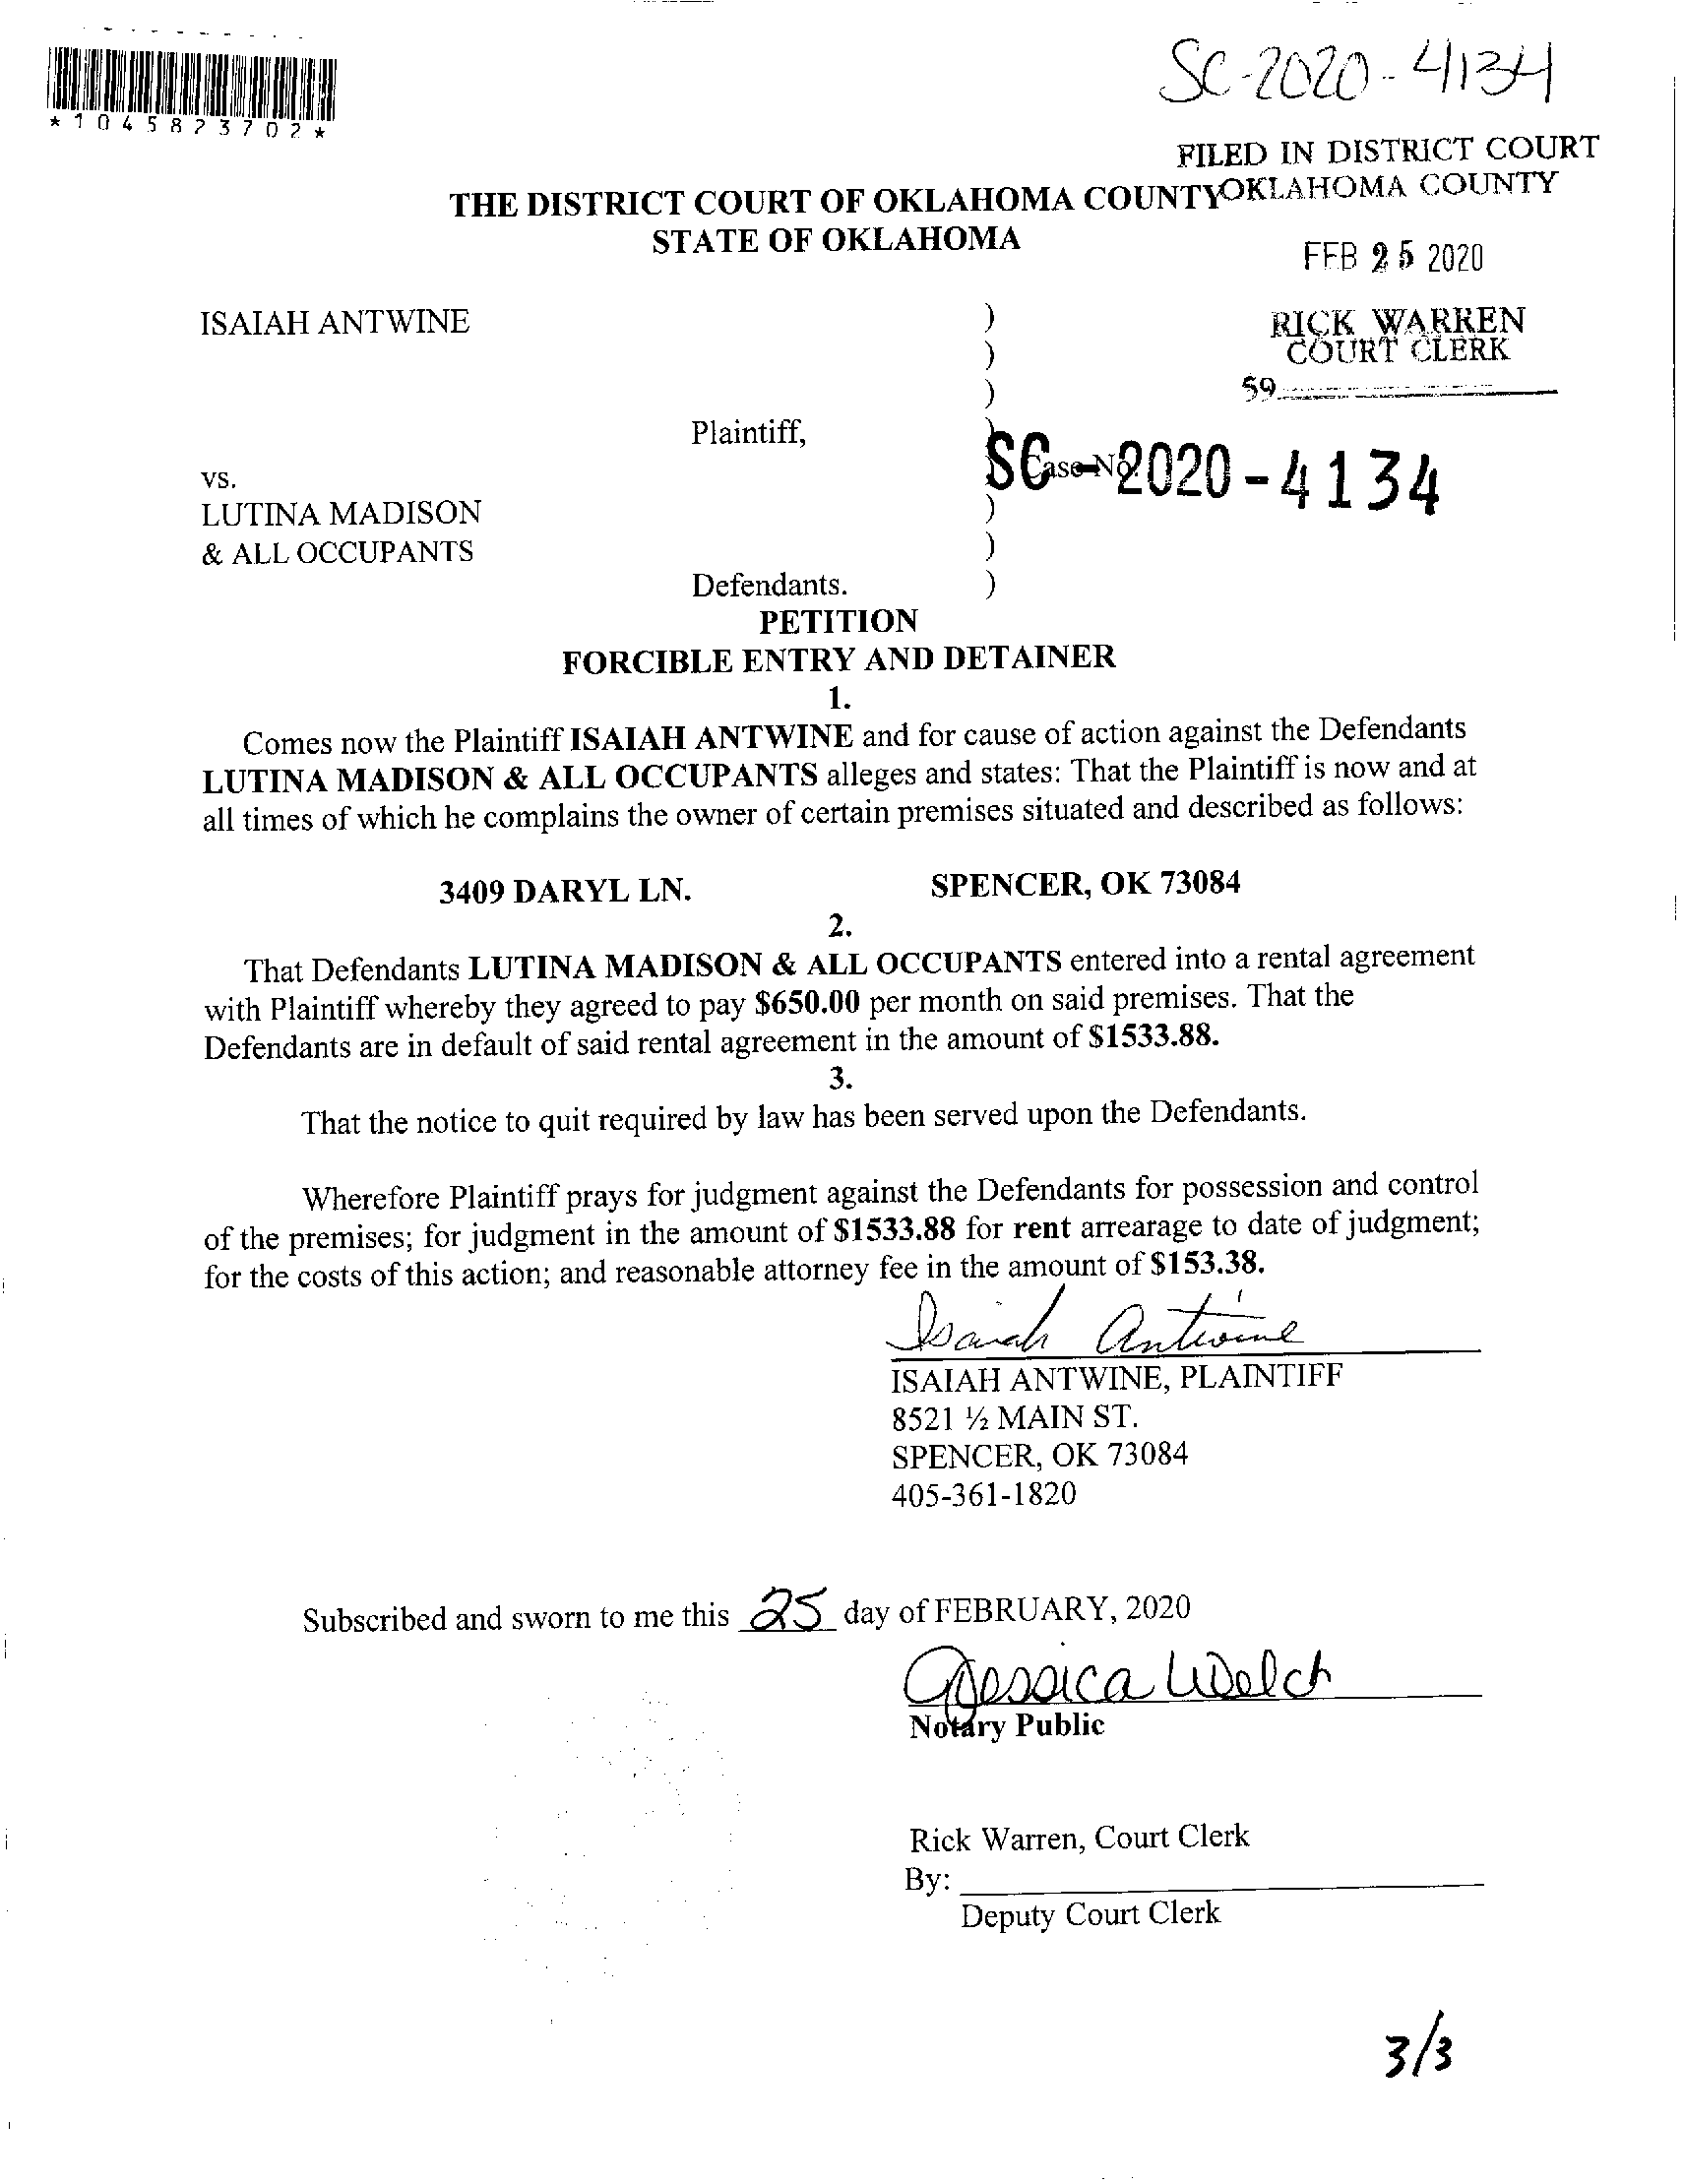 *1045823702*
SC-2020-4134
FILED IN DISTRICT COURT
OKLAHOMA COUNTY
THE DISTRICT COURT OF OKLAHOMA COUNTY
STATE OF OKLAHOMA
FEB 25 2020
ISAIAH ANTWINE
)
RICK WARREN
COURT CLERK
)
)
59
Plaintiff,
)
SC-2020-4134
Case No.
vs.
LUTINA MADISON
)
& ALL OCCUPANTS
)
Defendants.
)
PETITION
FORCIBLE ENTRY AND DETAINER
1.
Comes now the Plaintiff ISAIAH ANTWINE and for cause of action against the Defendants
LUTINA MADISON & ALL OCCUPANTS alleges and states: That the Plaintiff is now and at
all times of which he complains the owner of certain premises situated and described as follows:
3409 DARYL LN. SPENCER, OK 73084
2.
That Defendants LUTINA MADISON & ALL OCCUPANTS entered into a rental agreement
with Plaintiff whereby they agreed to pay $650.00 per month on said premises. That the
Defendants are in default of said rental agreement in the amount of $1533.88.
3.
That the notice to quit required by law has been served upon the Defendants.
Wherefore Plaintiff prays for judgment against the Defendants for possession and control
of the premises; for judgment in the amount of $1533.88 for rent arrearage to date of judgment;
for the costs of this action; and reasonable attorney fee in the amount of $153.38.
Isaiah Antwine
ISAIAH ANTWINE, PLAINTIFF
8521 ½ MAIN ST.
SPENCER, OK 73084
405-361-1820
Subscribed and sworn to me this 25 day of FEBRUARY, 2020
Jessica Welch
Notary Public
Rick Warren, Court Clerk
By:
Deputy Court Clerk
3/3